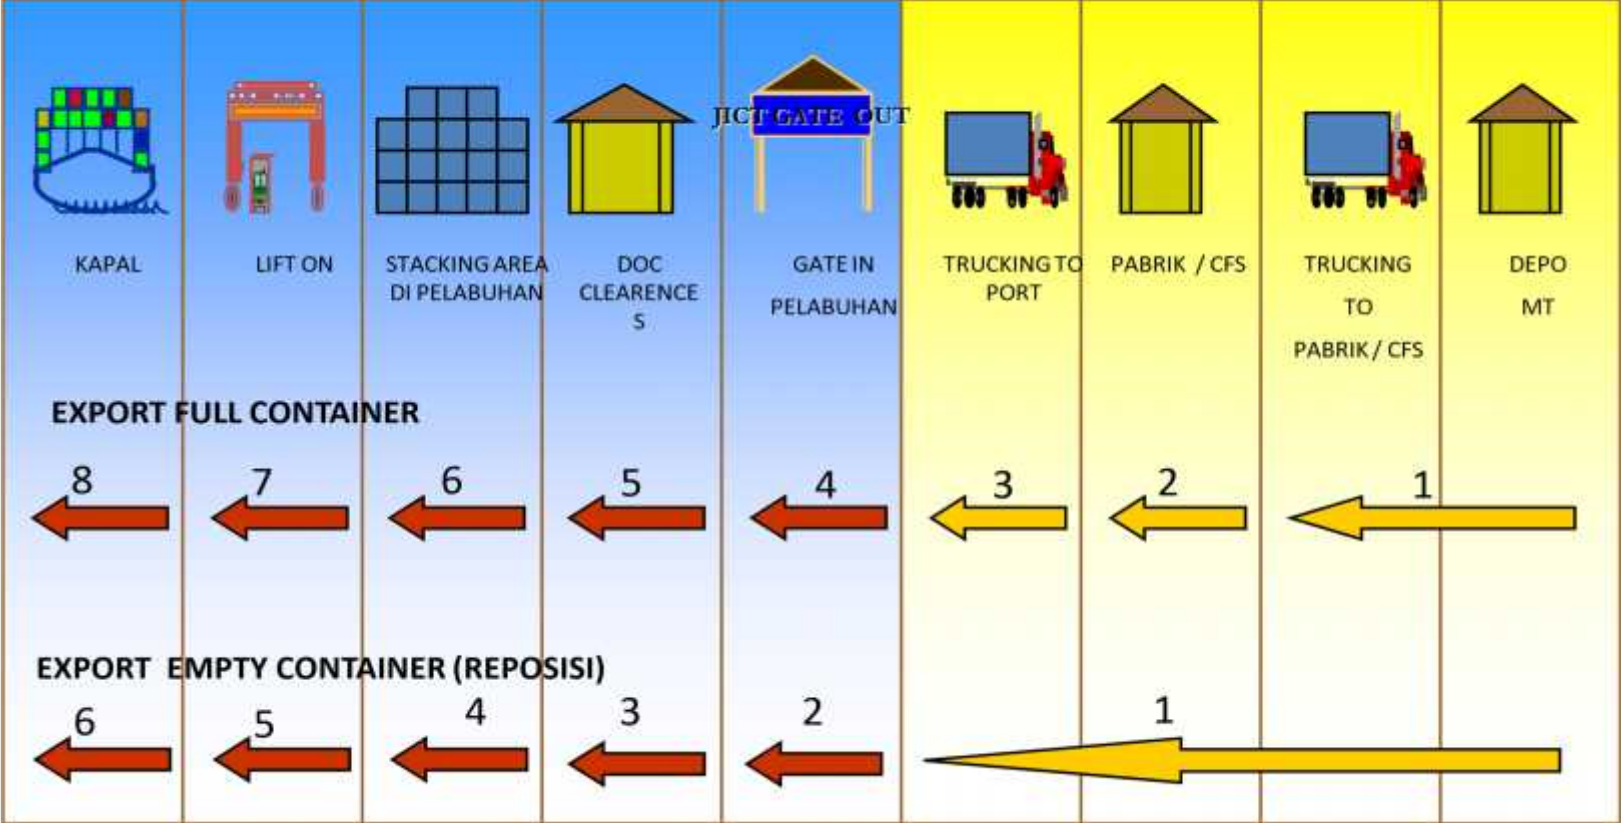 JICT GATE OUT
KAPAL
LIFT ON
STACKING AREA
DI PELABUHAN
DOC
CLEARENCE
S
GATE IN
PELABUHAN
TRUCKING TO
PORT
PABRIK / CFS
TRUCKING
TO
PABRIK / CFS
DEPO
MT
EXPORT FULL CONTAINER
8 7 6 5 4 3 2 1
EXPORT EMPTY CONTAINER (REPOSISI)
6 5 4 3 2 1